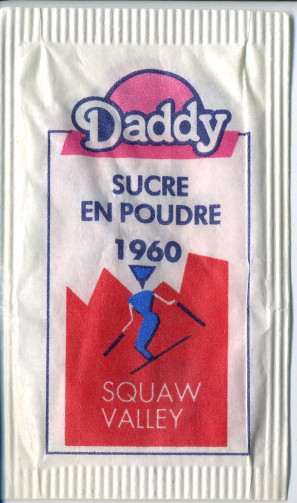 Daddy
SUCRE
EN POUDRE
1960
SQUAW
VALLEY